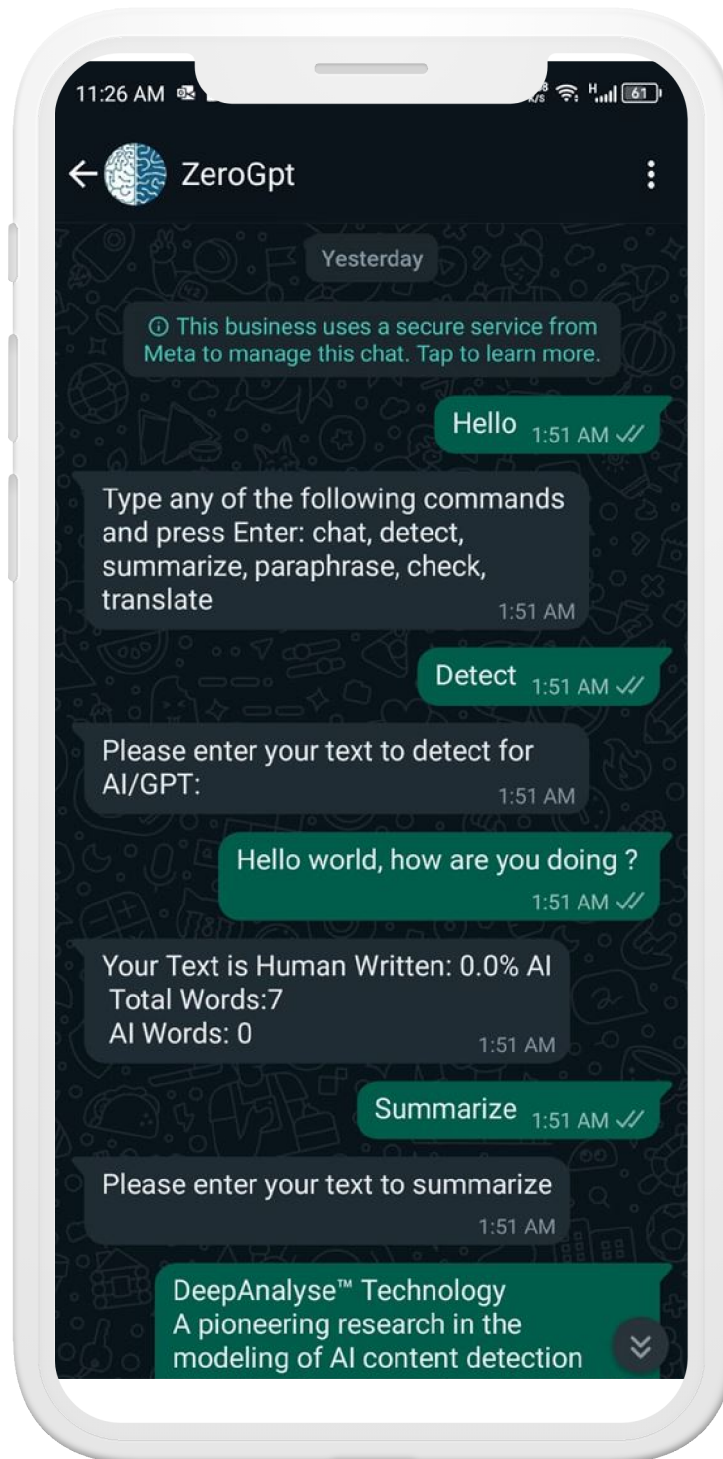 11:26 AM
K/S H 61
ZeroGpt
Yesterday
This business uses a secure service from
Meta to manage this chat. Tap to learn more.
Hello 1:51 AM
Type any of the following commands
and press Enter: chat, detect,
summarize, paraphrase, check,
translate
1:51 AM
Detect 1:51 AM
Please enter your text to detect for
AI/GPT:
1:51 AM
Hello world, how are you doing ?
1:51 AM
Your Text is Human Written: 0.0% AI
Total Words:7
AI Words: 0
1:51 AM
Summarize 1:51 AM
Please enter your text to summarize
1:51 AM
DeepAnalyse™ Technology
A pioneering research in the
modeling of AI content detection